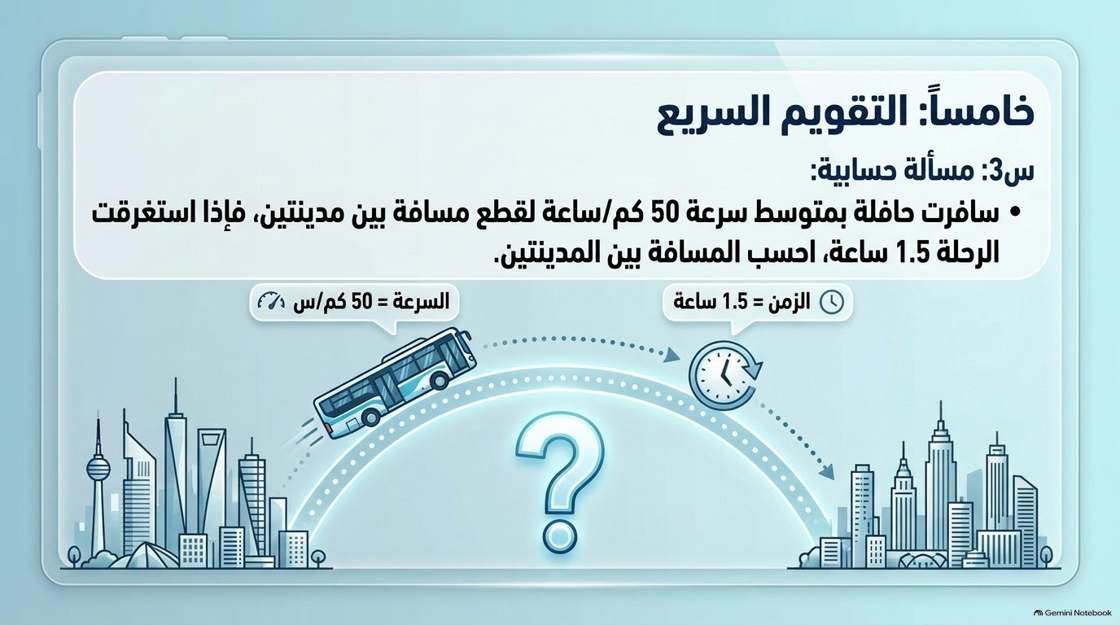 خامساً: التقويم السريع
س3: مسألة حسابية:
• سافرت حافلة بمتوسط سرعة 50 كم/ساعة لقطع مسافة بين مدينتين، فإذا استغرقت
الرحلة 1.5 ساعة، احسب المسافة بين المدينتين.
الزمن = 1.5 ساعة
السرعة = 50 كم/س
?
Gemini Notebook